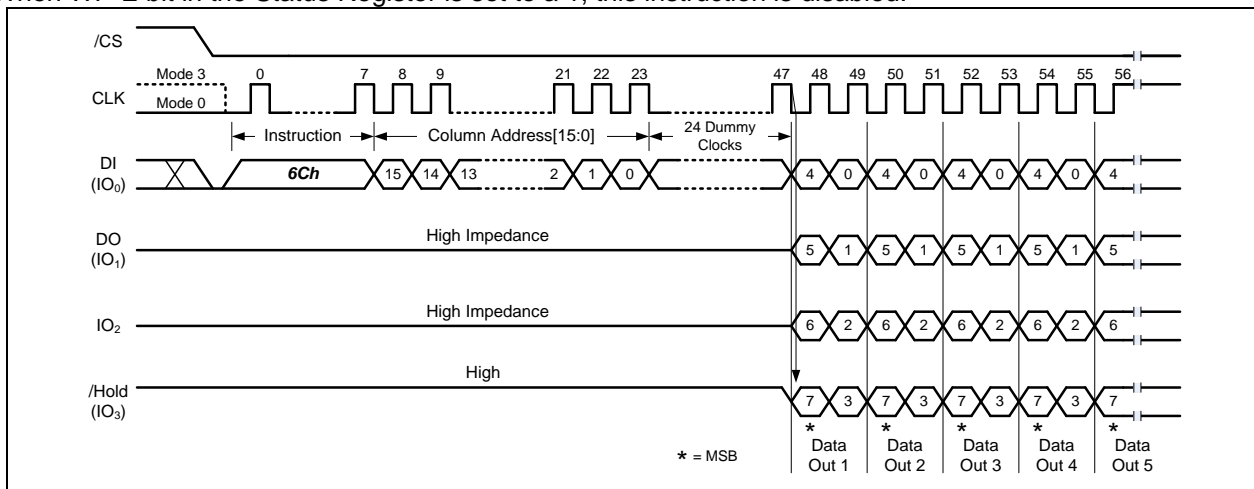 When WP-E bit in the Status Register is set to a 1, this instruction is disabled.
/CS
Mode 3 0 7 8 9 21 22 23 47 48 49 50 51 52 53 54 55 56
CLK Mode 0
Instruction Column Address[15:0] 24 Dummy
Clocks
DI
(IO₀)
6Ch 15 14 13 2 1 0 4 0 4 0 4 0 4 0 4
High Impedance
DO
(IO₁)
5 1 5 1 5 1 5 1 5
High Impedance
IO₂ 6 2 6 2 6 2 6 2 6
High
/Hold
(IO₃)
7 3 7 3 7 3 7 3 7
* * * * *
* = MSB
Data Data Data Data Data
Out 1 Out 2 Out 3 Out 4 Out 5